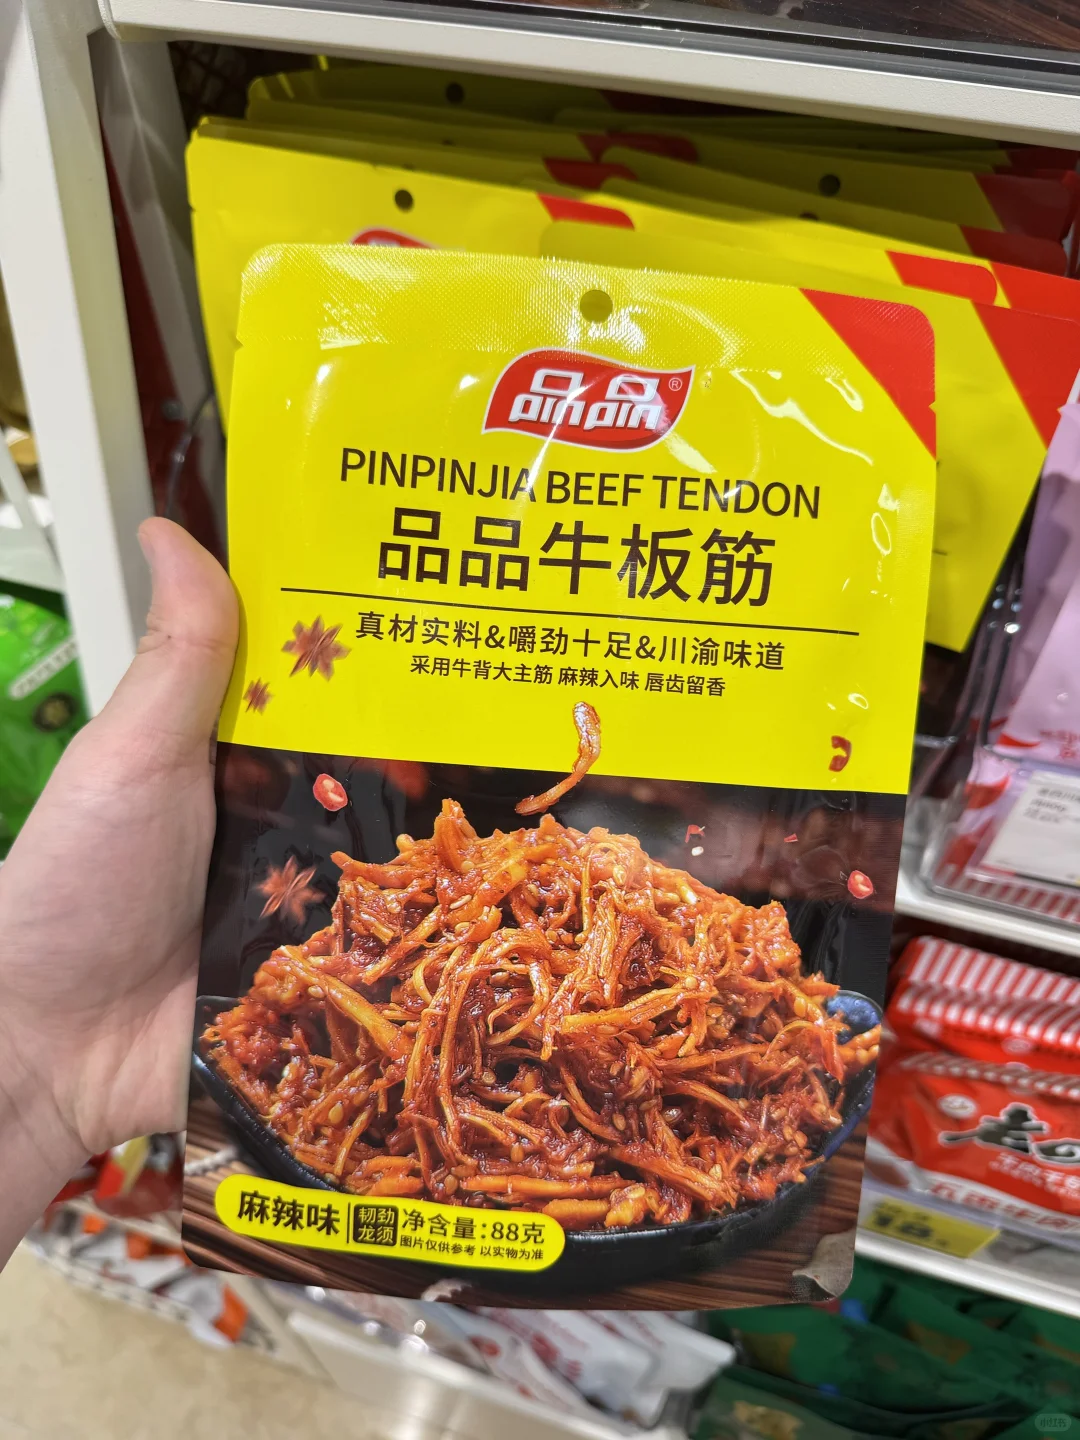 品品
pinpin®
PINPINJIA BEEF TENDON
品品牛板筋
真材实料&嚼劲十足&川渝味道
采用牛背大主筋 麻辣入味 唇齿留香
麻辣味
韧劲
龙须
净含量:88克
图片仅供参考 以实物为准
小红书